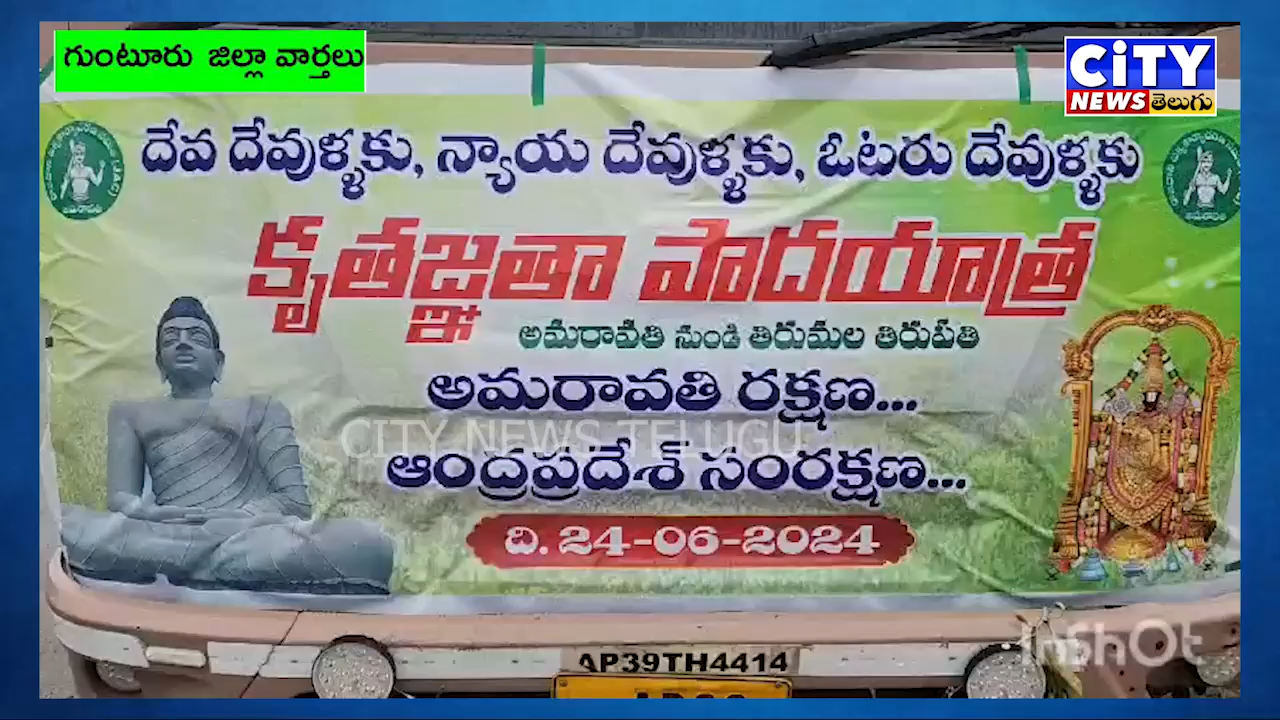 గుంటూరు జిల్లా వార్తలు
CiTY
NEWS తెలుగు
దేవ దేవుళ్ళకు, న్యాయ దేవుళ్ళకు, ఓటరు దేవుళ్ళకు
కృతజ్ఞతా పాదయాత్ర
అమరావతి నుండి తిరుమల తిరుపతి
అమరావతి రక్షణ...
CITY NEWS TELUGU
ఆంద్రప్రదేశ్ సంరక్షణ...
ది. 24-06-2024
InShOt
AP39TH4414